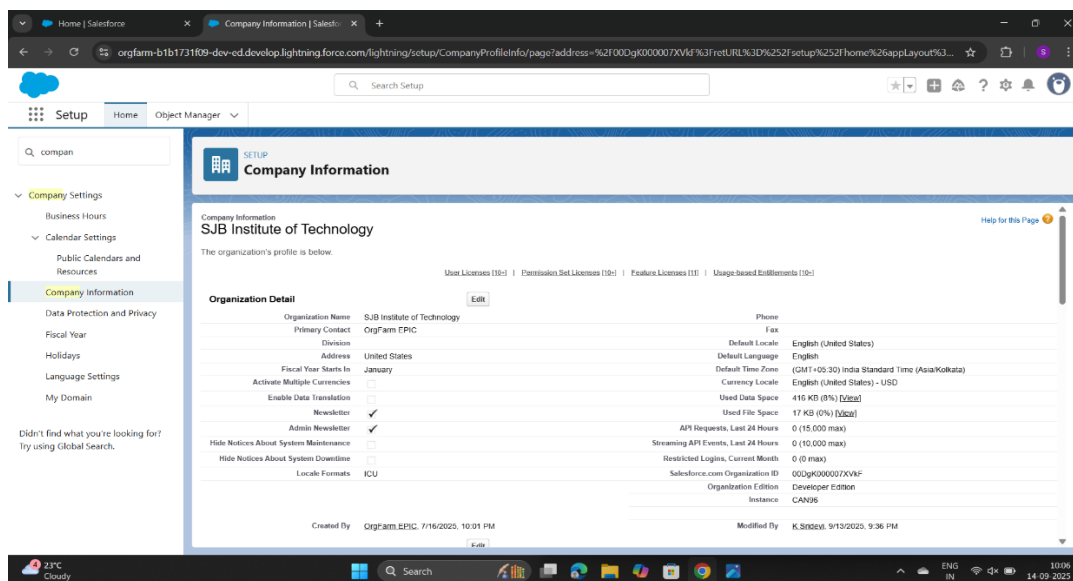 Home | Salesforce
Company Information | Salesfor
orgfarm-b1b1731f09-dev-ed.develop.lightning.force.com/lightning/setup/CompanyProfileInfo/page?address=%2F00DgK000007XVkF%3FretURL%3D%252Fsetup%252Fhome%26appLayout%3...
S
Search Setup
Setup
Home
Object Manager
compan
Company Settings
Business Hours
Calendar Settings
Public Calendars and
Resources
Company Information
Data Protection and Privacy
Fiscal Year
Holidays
Language Settings
My Domain
Didn't find what you're looking for?
Try using Global Search.
SETUP
Company Information
Company Information
SJB Institute of Technology
Help for this Page
The organization's profile is below.
User Licenses [10+] | Permission Set Licenses [10+] | Feature Licenses [11] | Usage-based Entitlements [10+]
Organization Detail Edit
Organization Name SJB Institute of Technology Phone
Primary Contact OrgFarm EPIC Fax
Division Default Locale English (United States)
Address United States Default Language English
Fiscal Year Starts In January Default Time Zone (GMT+05:30) India Standard Time (Asia/Kolkata)
Activate Multiple Currencies Currency Locale English (United States) - USD
Enable Data Translation Used Data Space 416 KB (8%) [View]
Newsletter Used File Space 17 KB (0%) [View]
Admin Newsletter API Requests, Last 24 Hours 0 (15,000 max)
Hide Notices About System Maintenance Streaming API Events, Last 24 Hours 0 (10,000 max)
Hide Notices About System Downtime Restricted Logins, Current Month 0 (0 max)
Locale Formats ICU Salesforce.com Organization ID 00DgK000007XVkF
Organization Edition Developer Edition
Instance CAN96
Created By OrgFarm EPIC, 7/16/2025, 10:01 PM Modified By K Sridevi, 9/13/2025, 9:36 PM
Edit
4
23°C
Cloudy
Search
ENG
IN
10:06
14-09-2025